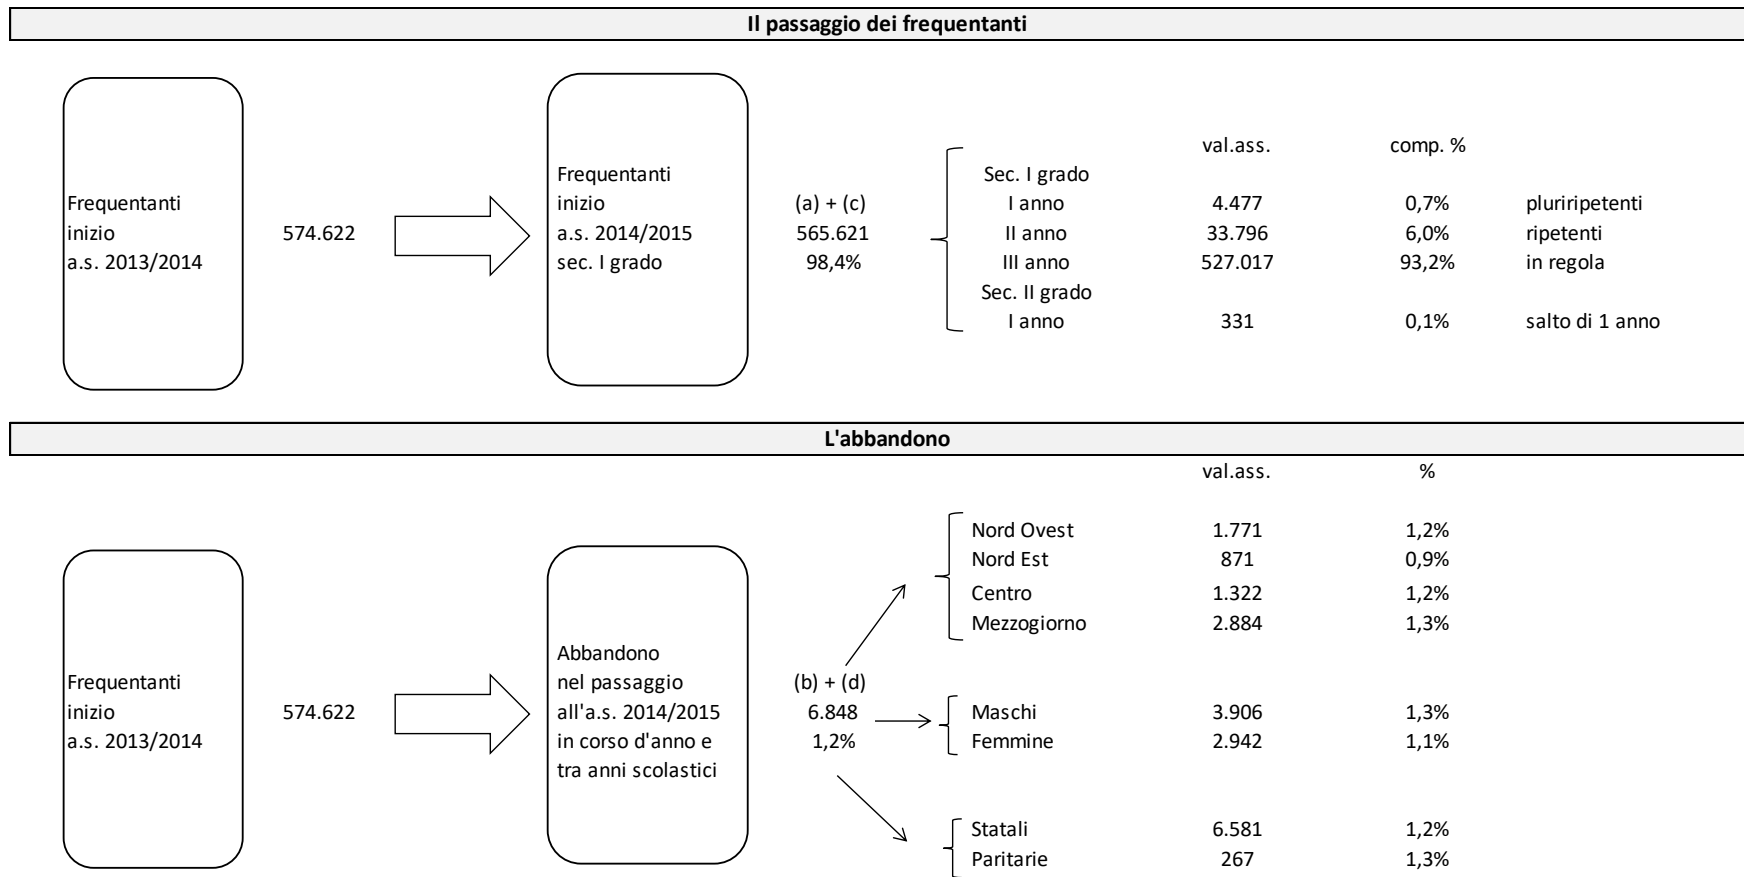 Il passaggio dei frequentanti
val.ass. comp. %
Frequentanti
inizio
a.s. 2013/2014
574.622
Frequentanti
inizio
a.s. 2014/2015
sec. I grado
(a) + (c)
565.621
98,4%
Sec. I grado
I anno 4.477 0,7% pluriripetenti
II anno 33.796 6,0% ripetenti
III anno 527.017 93,2% in regola
Sec. II grado
I anno 331 0,1% salto di 1 anno
L'abbandono
val.ass. %
Frequentanti
inizio
a.s. 2013/2014
574.622
Abbandono
nel passaggio
all'a.s. 2014/2015
in corso d'anno e
tra anni scolastici
(b) + (d)
6.848
1,2%
Nord Ovest 1.771 1,2%
Nord Est 871 0,9%
Centro 1.322 1,2%
Mezzogiorno 2.884 1,3%
Maschi 3.906 1,3%
Femmine 2.942 1,1%
Statali 6.581 1,2%
Paritarie 267 1,3%